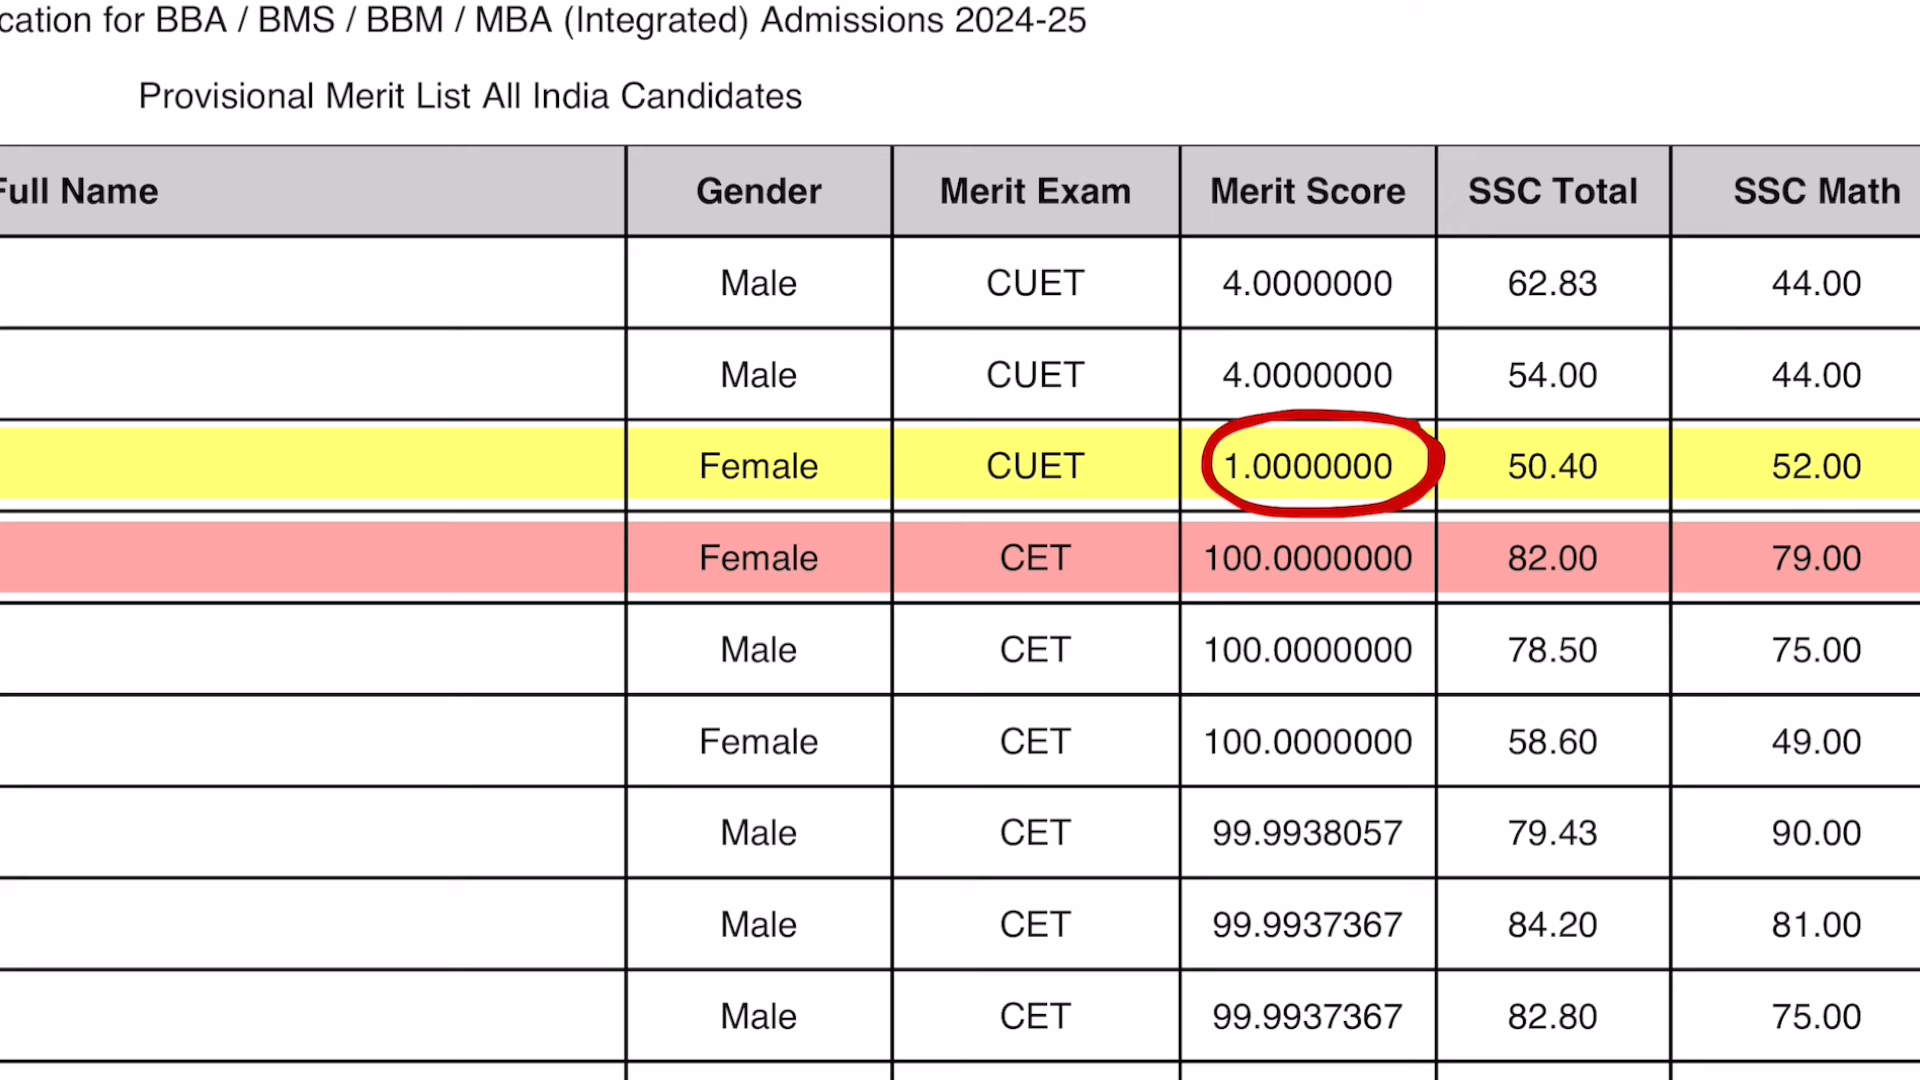 cation for BBA / BMS / BBM / MBA (Integrated) Admissions 2024-25
Provisional Merit List All India Candidates
Full Name Gender Merit Exam Merit Score SSC Total SSC Math
Male CUET 4.0000000 62.83 44.00
Male CUET 4.0000000 54.00 44.00
Female CUET 1.0000000 50.40 52.00
Female CET 100.0000000 82.00 79.00
Male CET 100.0000000 78.50 75.00
Female CET 100.0000000 58.60 49.00
Male CET 99.9938057 79.43 90.00
Male CET 99.9937367 84.20 81.00
Male CET 99.9937367 82.80 75.00